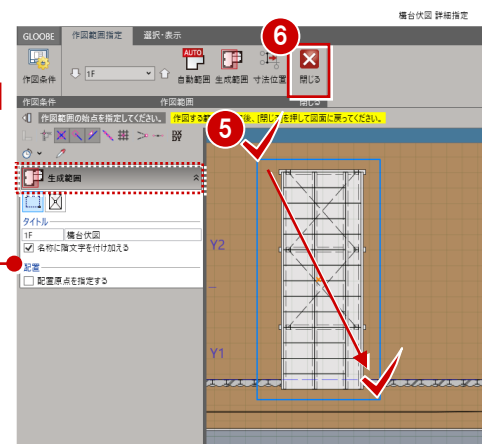 構台伏図 詳細指定
GLOOBE 作図範囲指定 選択・表示
6
AUTO
作図条件 1F 自動範囲 生成範囲 寸法位置 閉じる
作図条件 作図範囲 閉じる
作図範囲の始点を指定してください。 作図する範 後、[閉じる]を押して図面に戻ってください。
5
生成範囲
タイトル
1F 構台伏図
名称に階文字を付け加える
配置
配置原点を指定する
Y2
Y1